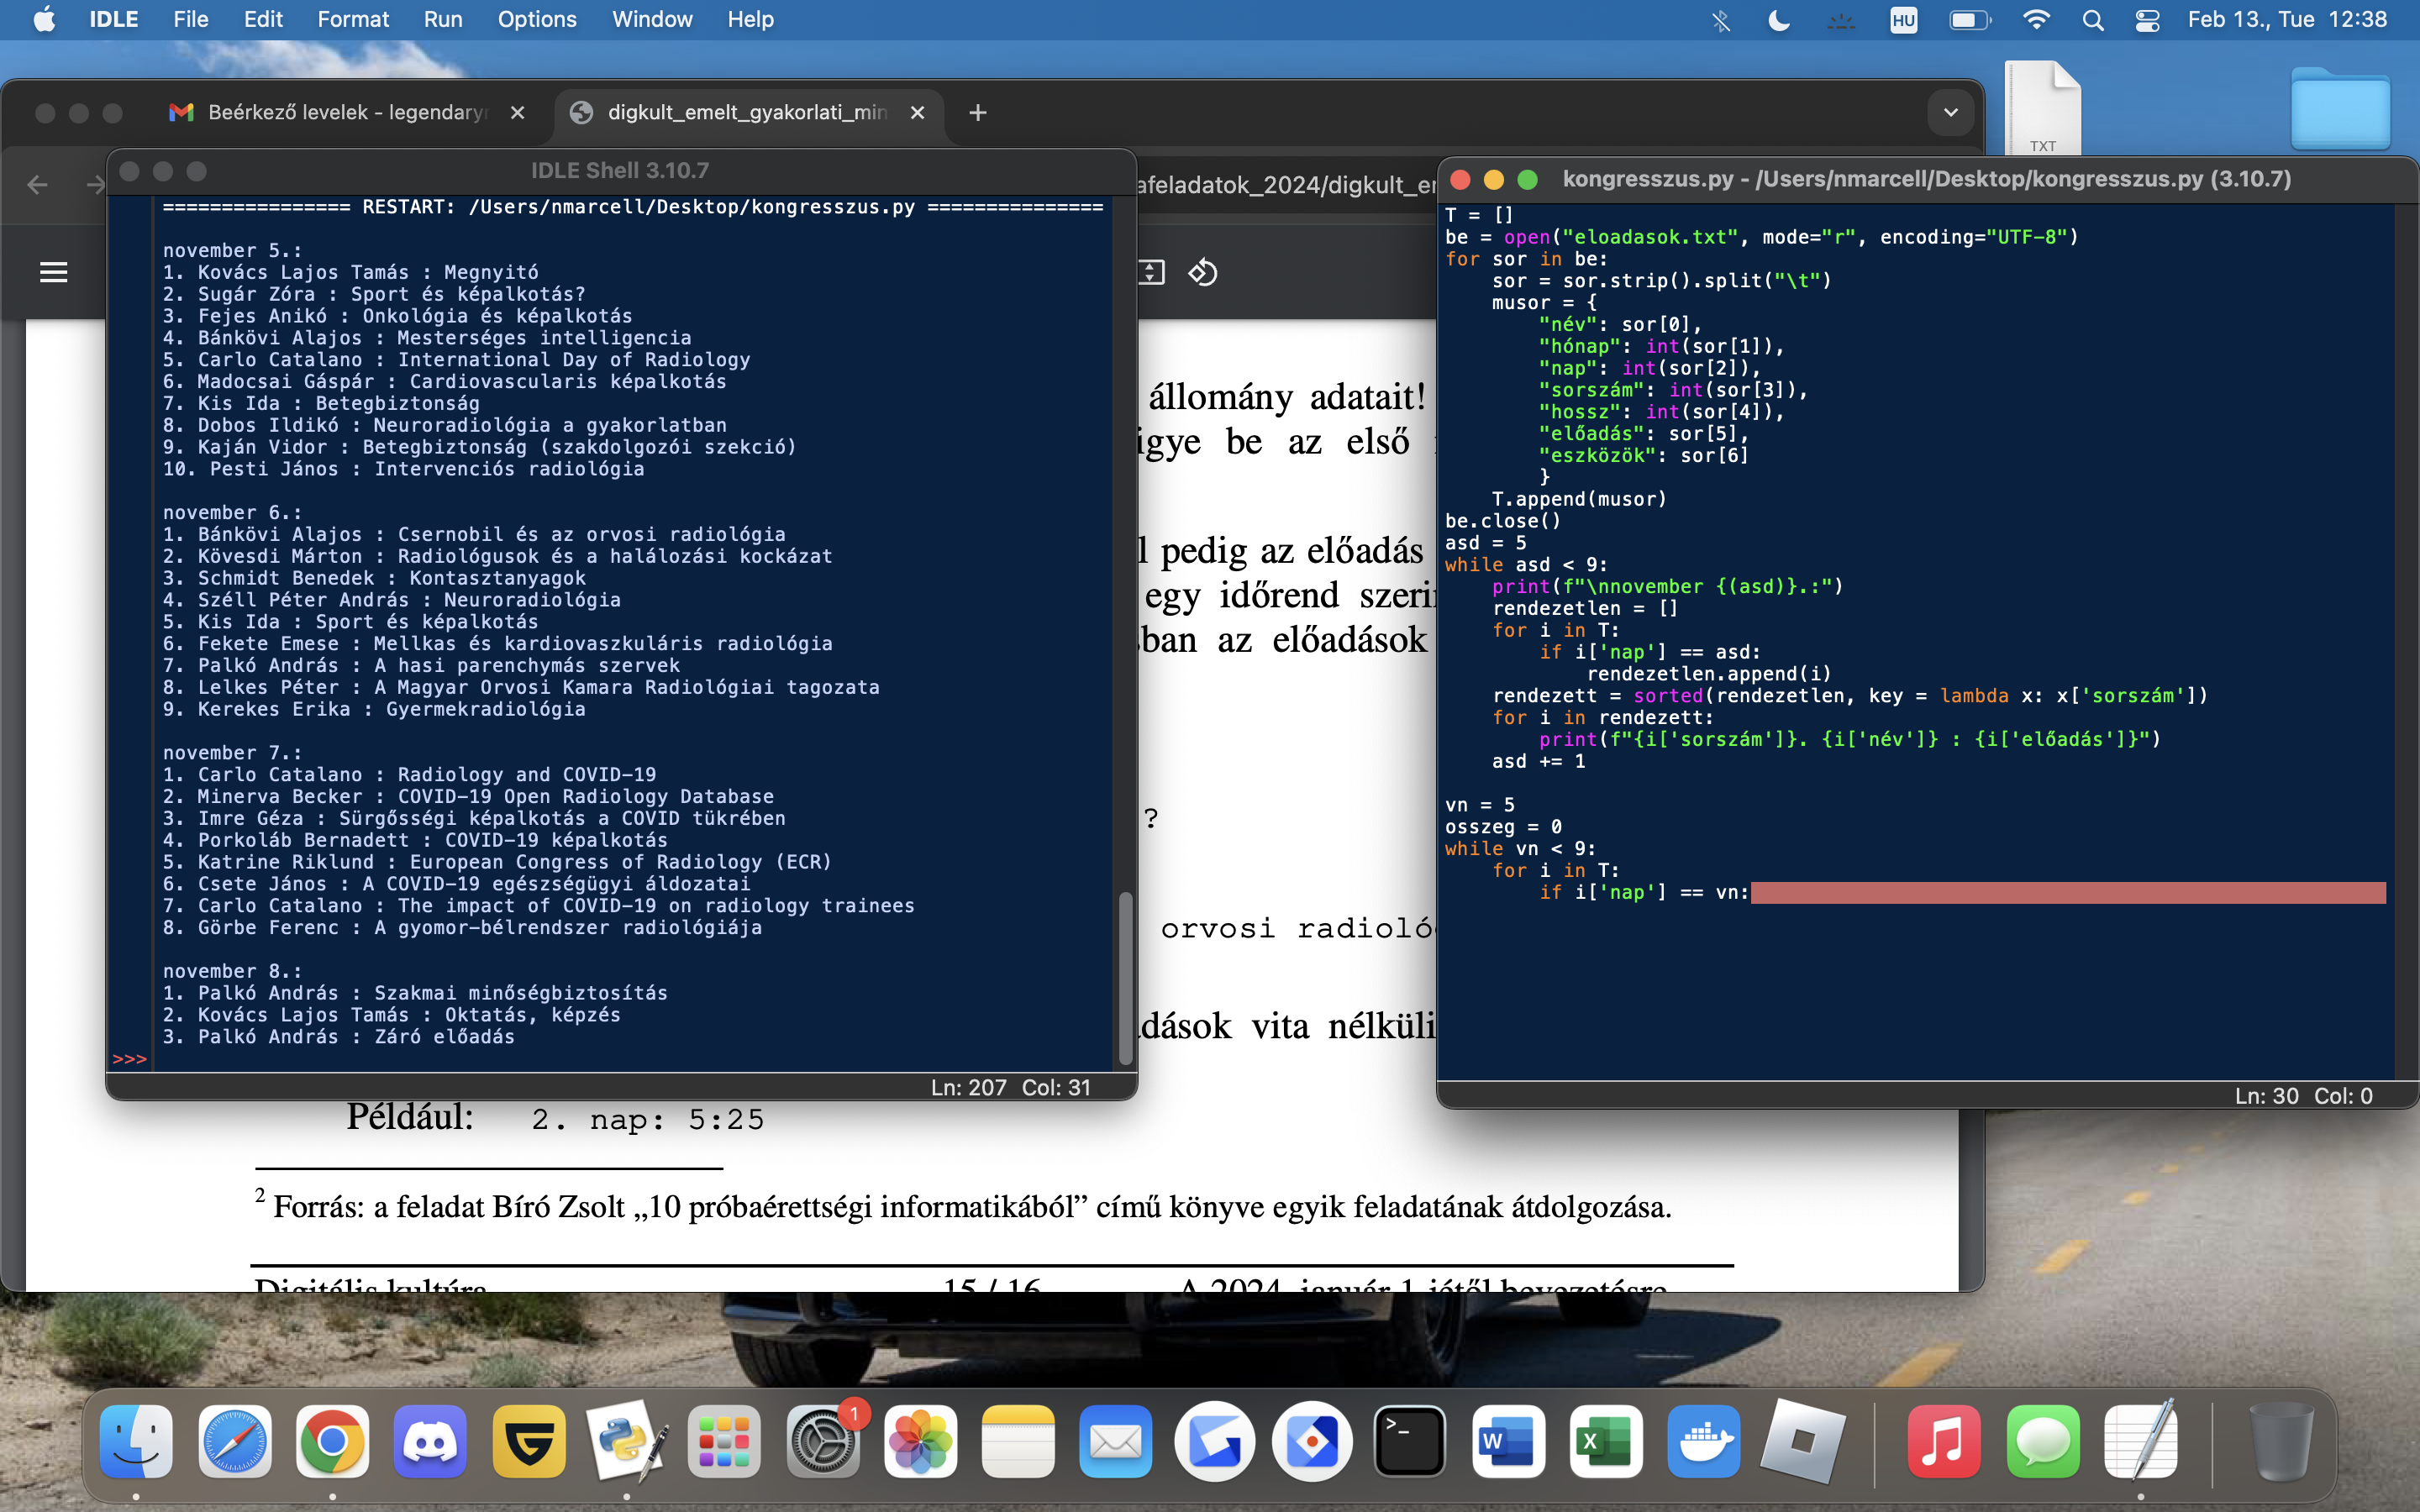 IDLE File Edit Format Run Options Window Help HU Feb 13., Tue 12:38
Beérkező levelek - legendary
digkult_emelt_gyakorlati_min
TXT
IDLE Shell 3.10.7
afeladatok_2024/digkult_e
================ RESTART: /Users/nmarcell/Desktop/kongresszus.py ===============
november 5.:
1. Kovács Lajos Tamás : Megnyitó
2. Sugár Zóra : Sport és képalkotás?
3. Fejes Anikó : Onkológia és képalkotás
4. Bánkövi Alajos : Mesterséges intelligencia
5. Carlo Catalano : International Day of Radiology
6. Madocsai Gáspár : Cardiovascularis képalkotás
7. Kis Ida : Betegbiztonság
8. Dobos Ildikó : Neuroradiológia a gyakorlatban
9. Kaján Vidor : Betegbiztonság (szakdolgozói szekció)
10. Pesti János : Intervenciós radiológia
november 6.:
1. Bánkövi Alajos : Csernobil és az orvosi radiológia
2. Kövesdi Márton : Radiológusok és a halálozási kockázat
3. Schmidt Benedek : Kontasztanyagok
4. Széll Péter András : Neuroradiológia
5. Kis Ida : Sport és képalkotás
6. Fekete Emese : Mellkas és kardiovaszkuláris radiológia
7. Palkó András : A hasi parenchymás szervek
8. Lelkes Péter : A Magyar Orvosi Kamara Radiológiai tagozata
9. Kerekes Erika : Gyermekradiológia
november 7.:
1. Carlo Catalano : Radiology and COVID-19
2. Minerva Becker : COVID-19 Open Radiology Database
3. Imre Géza : Sürgősségi képalkotás a COVID tükrében
4. Porkoláb Bernadett : COVID-19 képalkotás
5. Katrine Riklund : European Congress of Radiology (ECR)
6. Csete János : A COVID-19 egészségügyi áldozatai
7. Carlo Catalano : The impact of COVID-19 on radiology trainees
8. Görbe Ferenc : A gyomor-bélrendszer radiológiája
november 8.:
1. Palkó András : Szakmai minőségbiztosítás
2. Kovács Lajos Tamás : Oktatás, képzés
3. Palkó András : Záró előadás
>>>
Ln: 207 Col: 31
állomány adatait!
igye be az első
l pedig az előadás
egy időrend szeri
ban az előadások
?
orvosi radioló
dások vita nélküli
kongresszus.py - /Users/nmarcell/Desktop/kongresszus.py (3.10.7)
T = []
be = open("eloadasok.txt", mode="r", encoding="UTF-8")
for sor in be:
    sor = sor.strip().split("\t")
    musor = {
        "név": sor[0],
        "hónap": int(sor[1]),
        "nap": int(sor[2]),
        "sorszám": int(sor[3]),
        "hossz": int(sor[4]),
        "előadás": sor[5],
        "eszközök": sor[6]
        }
    T.append(musor)
be.close()
asd = 5
while asd < 9:
    print(f"\nnovember {(asd)}.:")
    rendezetlen = []
    for i in T:
        if i['nap'] == asd:
            rendezetlen.append(i)
    rendezett = sorted(rendezetlen, key = lambda x: x['sorszám'])
    for i in rendezett:
        print(f"{i['sorszám']}. {i['név']} : {i['előadás']}")
    asd += 1
vn = 5
osszeg = 0
while vn < 9:
    for i in T:
        if i['nap'] == vn:
Ln: 30 Col: 0
Például: 2. nap: 5:25
2 Forrás: a feladat Bíró Zsolt „10 próbaérettségi informatikából” című könyve egyik feladatának átdolgozása.
Digitális kultúra 15 / 16 A 2024. január 1-jétől bevezetésre
1
>_
W
X